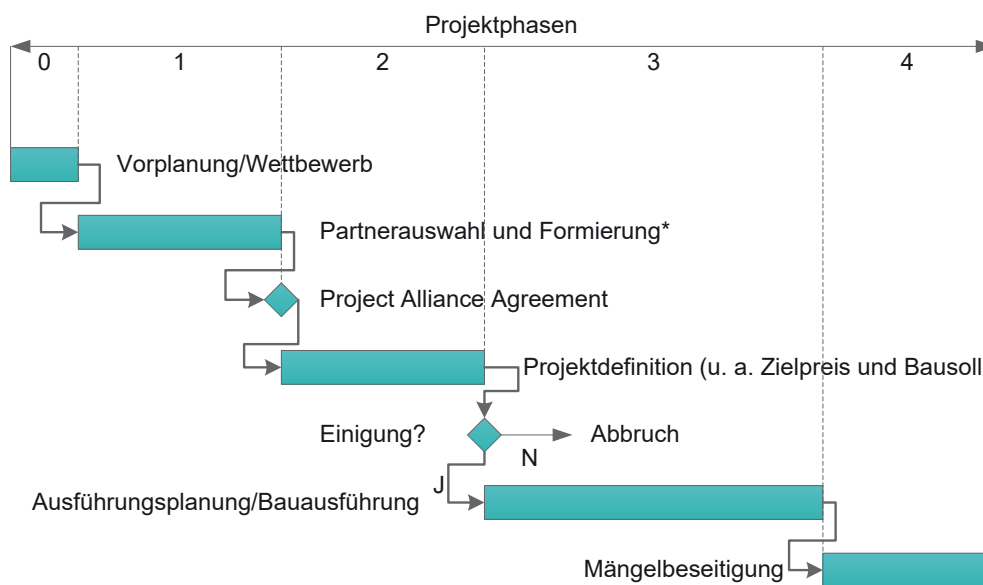 Projektphasen
0 1 2 3 4
Vorplanung/Wettbewerb
Partnerauswahl und Formierung*
Project Alliance Agreement
Projektdefinition (u. a. Zielpreis und Bausoll
Einigung? Abbruch
N
J
Ausführungsplanung/Bauausführung
Mängelbeseitigung